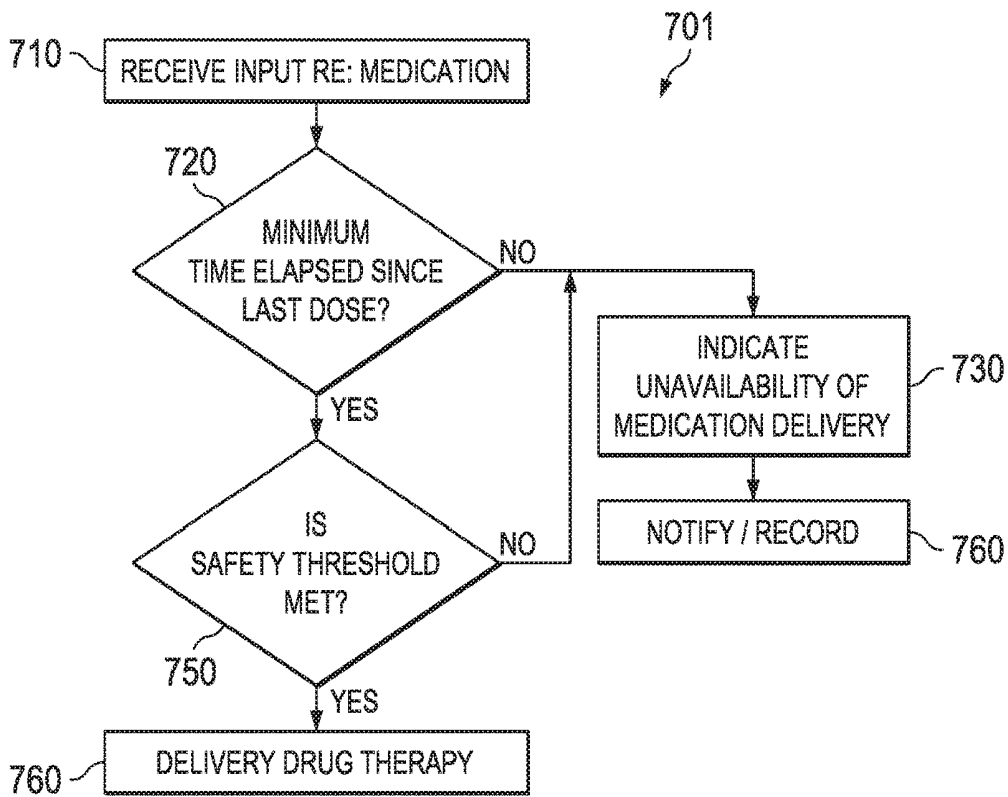 701
710
RECEIVE INPUT RE: MEDICATION
720
MINIMUM
TIME ELAPSED SINCE
LAST DOSE?
NO
YES
INDICATE
UNAVAILABILITY OF
MEDICATION DELIVERY
730
IS
SAFETY THRESHOLD
MET?
NO
750
YES
NOTIFY / RECORD
760
760
DELIVERY DRUG THERAPY